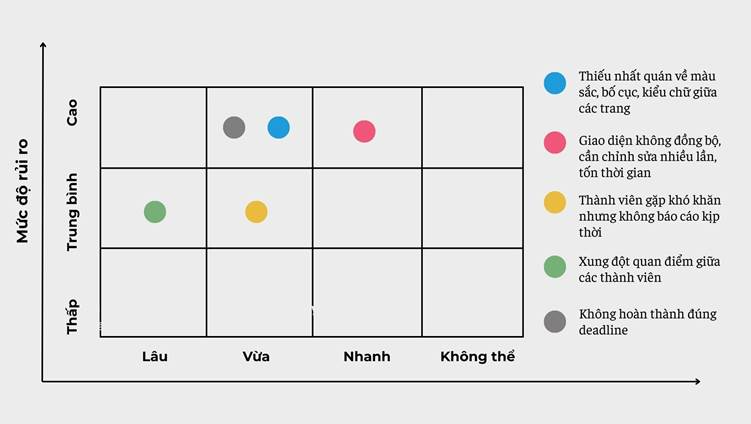 Mức độ rủi ro
Cao
Trung bình
Thấp
Lâu
Vừa
Nhanh
Không thể
Thiếu nhất quán về màu
sắc, bố cục, kiểu chữ giữa
các trang
Giao diện không đồng bộ,
cần chỉnh sửa nhiều lần,
tốn thời gian
Thành viên gặp khó khăn
nhưng không báo cáo kịp
thời
Xung đột quan điểm giữa
các thành viên
Không hoàn thành đúng
deadline